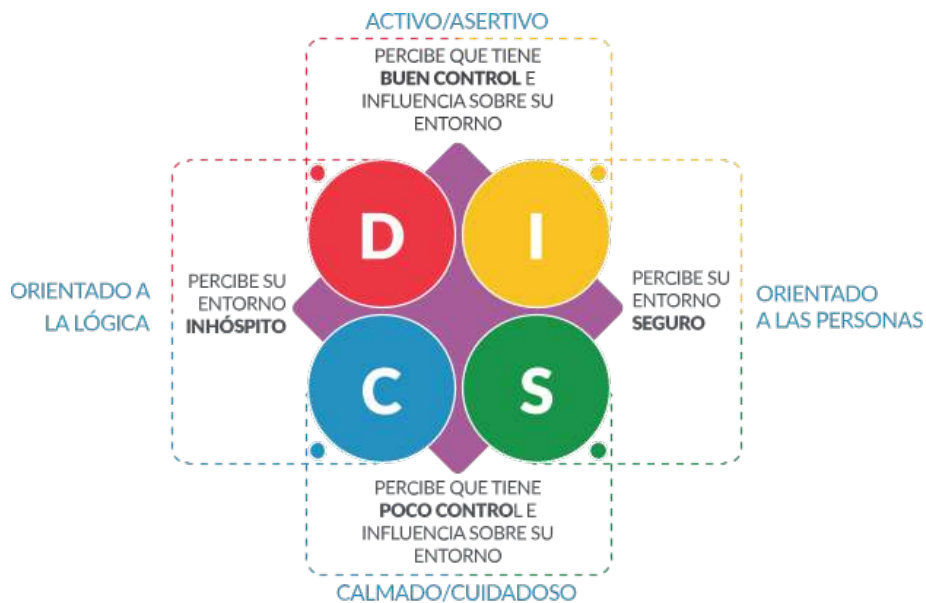 ACTIVO/ASERTIVO
PERCIBE QUE TIENE
BUEN CONTROL E
INFLUENCIA SOBRE SU
ENTORNO
D
I
ORIENTADO A
LA LÓGICA
PERCIBE SU
ENTORNO
INHÓSPITO
PERCIBE SU
ENTORNO
SEGURO
ORIENTADO
A LAS PERSONAS
C
S
PERCIBE QUE TIENE
POCO CONTROL E
INFLUENCIA SOBRE SU
ENTORNO
CALMADO/CUIDADOSO